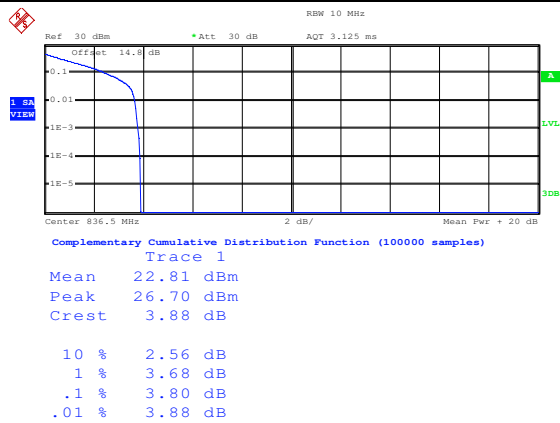 RBW 10 MHz
Ref 30 dBm *Att 30 dB AQT 3.125 ms
Offset 14.8 dB
0.1
A
1 SA
VIEW
0.01
1E-3
LVL
1E-4
1E-5
3DB
Center 836.5 MHz 2 dB/ Mean Pwr + 20 dB
Complementary Cumulative Distribution Function (100000 samples)
Trace 1
Mean 22.81 dBm
Peak 26.70 dBm
Crest 3.88 dB
10 % 2.56 dB
1 % 3.68 dB
.1 % 3.80 dB
.01 % 3.88 dB